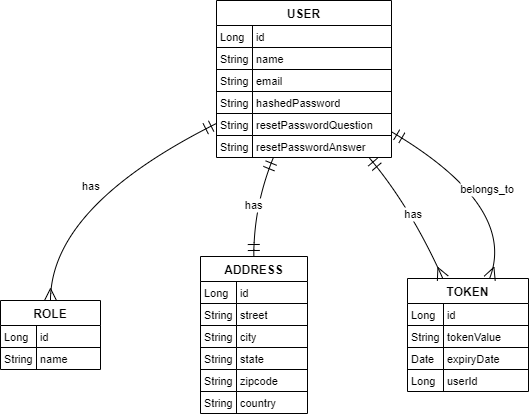 USER
Long id
String name
String email
String hashedPassword
String resetPasswordQuestion
String resetPasswordAnswer
has
belongs_to
has
has
ADDRESS
Long id
String street
String city
String state
String zipcode
String country
TOKEN
Long id
String tokenValue
Date expiryDate
Long userId
ROLE
Long id
String name